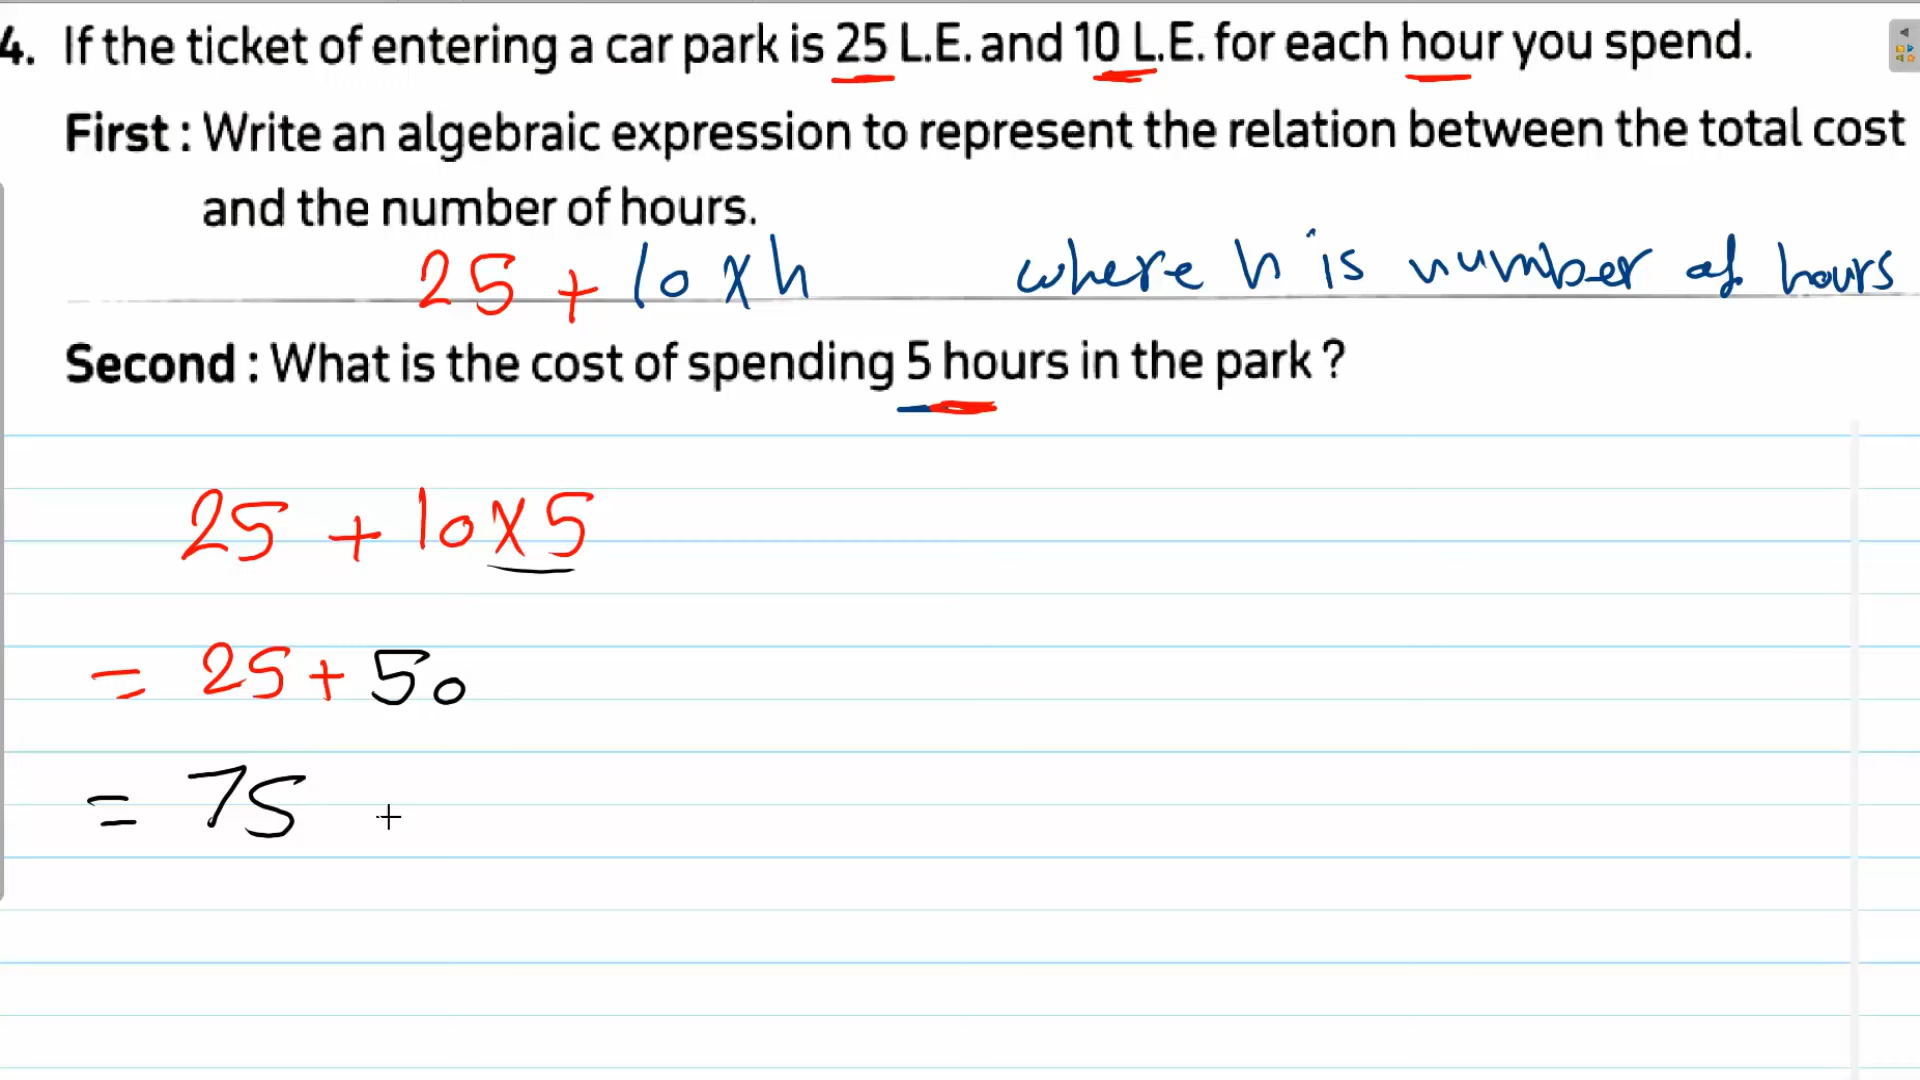 4. If the ticket of entering a car park is 25 L.E. and 10 L.E. for each hour you spend.
First : Write an algebraic expression to represent the relation between the total cost
and the number of hours.
25 + 10 x h where h is number of hours
Second : What is the cost of spending 5 hours in the park ?
25 + 10 x 5
= 25 + 50
= 75